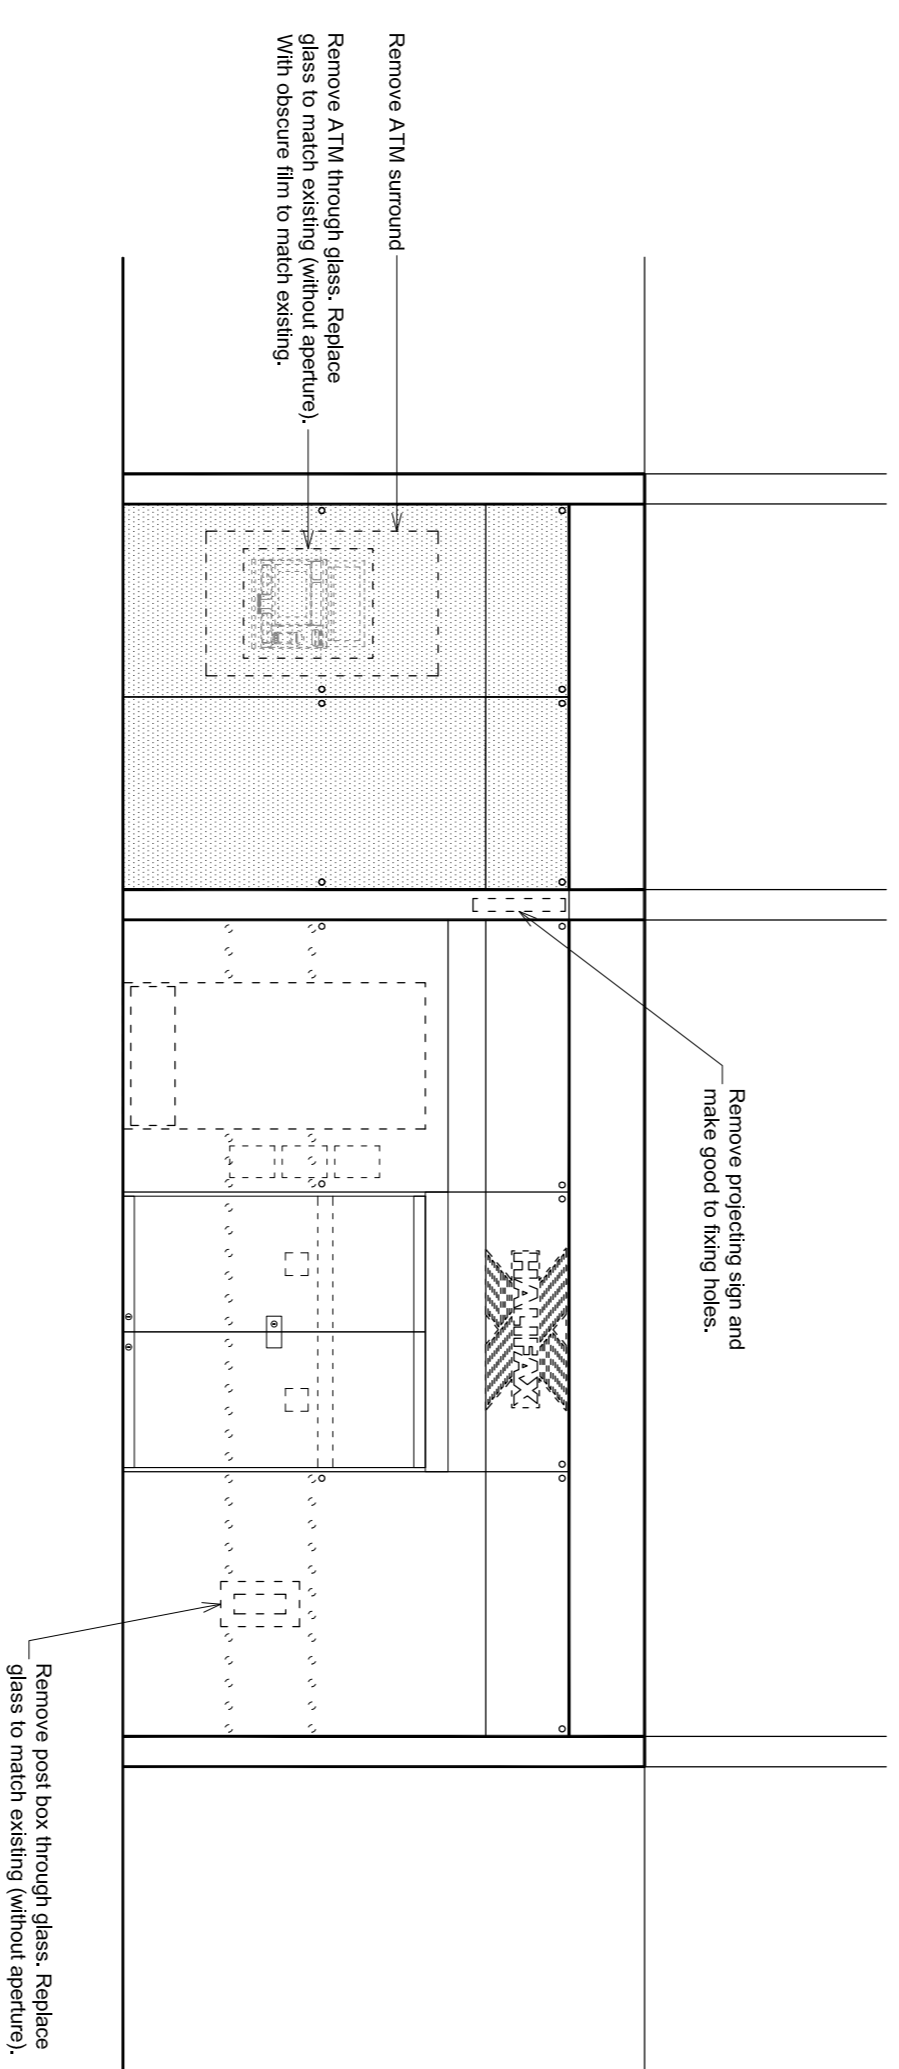 Remove ATM surround
Remove ATM through glass. Replace
glass to match existing (without aperture).
With obscure film to match existing.
Remove projecting sign and
make good to fixing holes.
HALIFAX
Remove post box through glass. Replace
glass to match existing (without aperture).